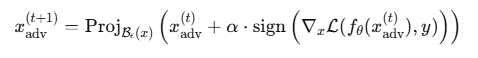 x_adv^(t+1) = Proj_{B_ϵ(x)} ( x_adv^(t) + α · sign ( ∇_x L(f_θ(x_adv^(t)), y) ) )